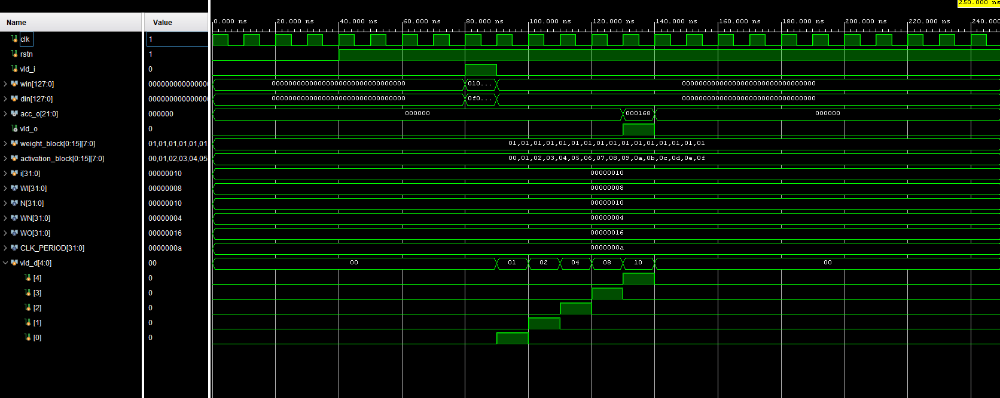 250.000 ns
Name Value 0.000 ns 20.000 ns 40.000 ns 60.000 ns 80.000 ns 100.000 ns 120.000 ns 140.000 ns 160.000 ns 180.000 ns 200.000 ns 220.000 ns 240.000
clk 1
rstn 1
vld_i 0
win[127:0] 0000000000000000 00000000000000000000000000000000 010... 00000000000000000000000000000000
din[127:0] 0000000000000000 00000000000000000000000000000000 0f0... 00000000000000000000000000000000
acc_o[21:0] 000000 000000 000168 000000
vld_o 0
weight_block[0:15][7:0] 01,01,01,01,01,01 01,01,01,01,01,01,01,01,01,01,01,01,01,01,01,01
activation_block[0:15][7:0] 00,01,02,03,04,05 00,01,02,03,04,05,06,07,08,09,0a,0b,0c,0d,0e,0f
i[31:0] 00000010 00000010
WI[31:0] 00000008 00000008
N[31:0] 00000010 00000010
WN[31:0] 00000004 00000004
WO[31:0] 00000016 00000016
CLK_PERIOD[31:0] 0000000a 0000000a
vld_d[4:0] 00 00 01 02 04 08 10 00
[4] 0
[3] 0
[2] 0
[1] 0
[0] 0